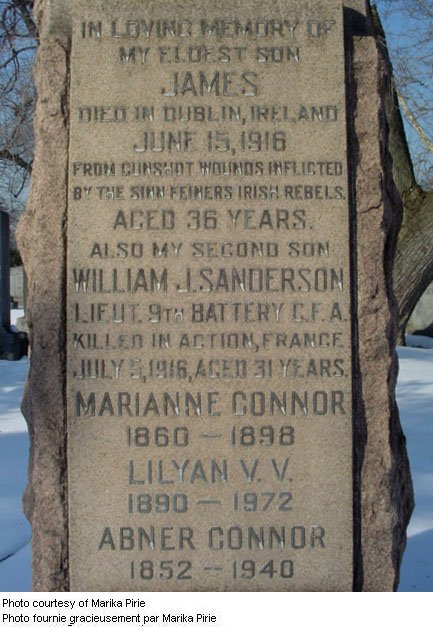 IN LOVING MEMORY OF
MY ELDEST SON
JAMES
DIED IN DUBLIN, IRELAND
JUNE 15, 1916
FROM GUNSHOT WOUNDS INFLICTED
BY THE SINN FEINERS IRISH REBELS.
AGED 36 YEARS.
ALSO MY SECOND SON
WILLIAM J. SANDERSON
LIEUT. 9TH BATTERY C.F.A.
KILLED IN ACTION, FRANCE
JULY 5, 1916, AGED 31 YEARS.
MARIANNE CONNOR
1860 — 1898
LILYAN V. V.
1890 — 1972
ABNER CONNOR
1852 — 1940
Photo courtesy of Marika Pirie
Photo fournie gracieusement par Marika Pirie